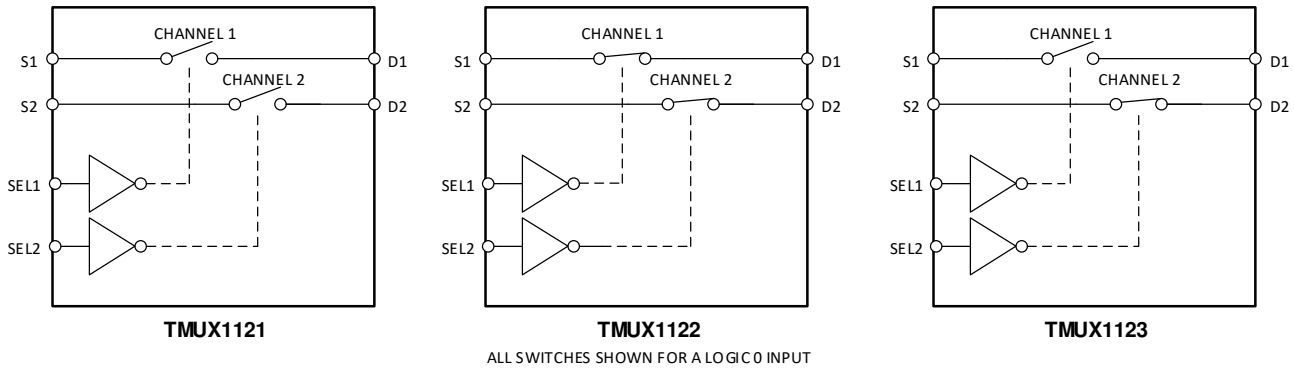 CHANNEL 1
S1
D1
CHANNEL 2
S2
D2
SEL1
SEL2
TMUX1121
CHANNEL 1
S1
D1
CHANNEL 2
S2
D2
SEL1
SEL2
TMUX1122
CHANNEL 1
S1
D1
CHANNEL 2
S2
D2
SEL1
SEL2
TMUX1123
ALL SWITCHES SHOWN FOR A LOGIC 0 INPUT